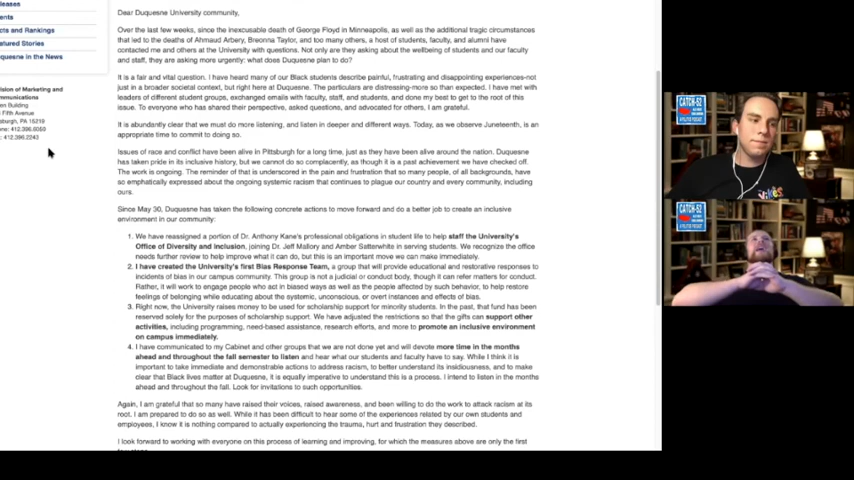 eleases
ents
cts and Rankings
atured Stories
quesne in the News
ision of Marketing and
mmunications
en Building
Fifth Avenue
sburgh, PA 15219
ne: 412.396.6050
: 412.396.2243
Dear Duquesne University community,
Over the last few weeks, since the inexcusable death of George Floyd in Minneapolis, as well as the additional tragic circumstances
that led to the deaths of Ahmaud Arbery, Breonna Taylor, and too many others, a host of students, faculty, and alumni have
contacted me and others at the University with questions. Not only are they asking about the wellbeing of students and our faculty
and staff, they are asking more urgently: what does Duquesne plan to do?
It is a fair and vital question. I have heard many of our Black students describe painful, frustrating and disappointing experiences-not
just in a broader societal context, but right here at Duquesne. The particulars are distressing-more so than expected. I have met with
leaders of different student groups, exchanged emails with faculty, staff, and students, and done my best to get to the root of this
issue. To everyone who has shared their perspective, asked questions, and advocated for others, I am grateful.
It is abundantly clear that we must do more listening, and listen in deeper and different ways. Today, as we observe Juneteenth, is an
appropriate time to commit to doing so.
Issues of race and conflict have been alive in Pittsburgh for a long time, just as they have been alive around the nation. Duquesne
has taken pride in its inclusive history, but we cannot do so complacently, as though it is a past achievement we have checked off.
The work is ongoing. The reminder of that is underscored in the pain and frustration that so many people, of all backgrounds, have
so emphatically expressed about the ongoing systemic racism that continues to plague our country and every community, including
ours.
Since May 30, Duquesne has taken the following concrete actions to move forward and do a better job to create an inclusive
environment in our community:
1. We have reassigned a portion of Dr. Anthony Kane's professional obligations in student life to help staff the University's
Office of Diversity and Inclusion, joining Dr. Jeff Mallory and Amber Satterwhite in serving students. We recognize the office
needs further review to help improve what it can do, but this is an important move we can make immediately.
2. I have created the University's first Bias Response Team, a group that will provide educational and restorative responses to
incidents of bias in our campus community. This group is not a judicial or conduct body, though it can refer matters for conduct.
Rather, it will work to engage people who act in biased ways as well as the people affected by such behavior, to help restore
feelings of belonging while educating about the systemic, unconscious, or overt instances and effects of bias.
3. Right now, the University raises money to be used for scholarship support for minority students. In the past, that fund has been
reserved solely for the purposes of scholarship support. We have adjusted the restrictions so that the gifts can support other
activities, including programming, need-based assistance, research efforts, and more to promote an inclusive environment
on campus immediately.
4. I have communicated to my Cabinet and other groups that we are not done yet and will devote more time in the months
ahead and throughout the fall semester to listen and hear what our students and faculty have to say. While I think it is
important to take immediate and demonstrable actions to address racism, to better understand its insidiousness, and to make
clear that Black lives matter at Duquesne, it is equally imperative to understand this is a process. I intend to listen in the months
ahead and throughout the fall. Look for invitations to such opportunities.
Again, I am grateful that so many have raised their voices, raised awareness, and been willing to do the work to attack racism at its
root. I am prepared to do so as well. While it has been difficult to hear some of the experiences related by our own students and
employees, I know it is nothing compared to actually experiencing the trauma, hurt and frustration they described.
I look forward to working with everyone on this process of learning and improving, for which the measures above are only the first
CATCH-52
CATCH-52